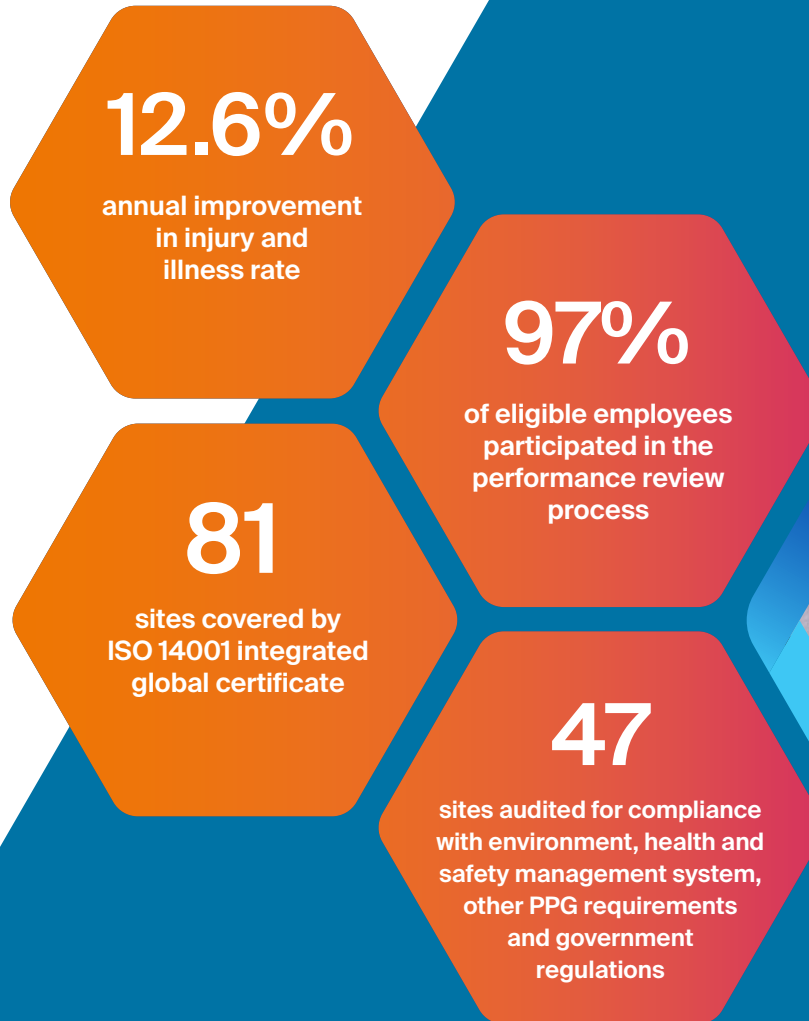 12.6%
annual improvement
in injury and
illness rate
97%
of eligible employees
participated in the
performance review
process
81
sites covered by
ISO 14001 integrated
global certificate
47
sites audited for compliance
with environment, health and
safety management system,
other PPG requirements
and government
regulations